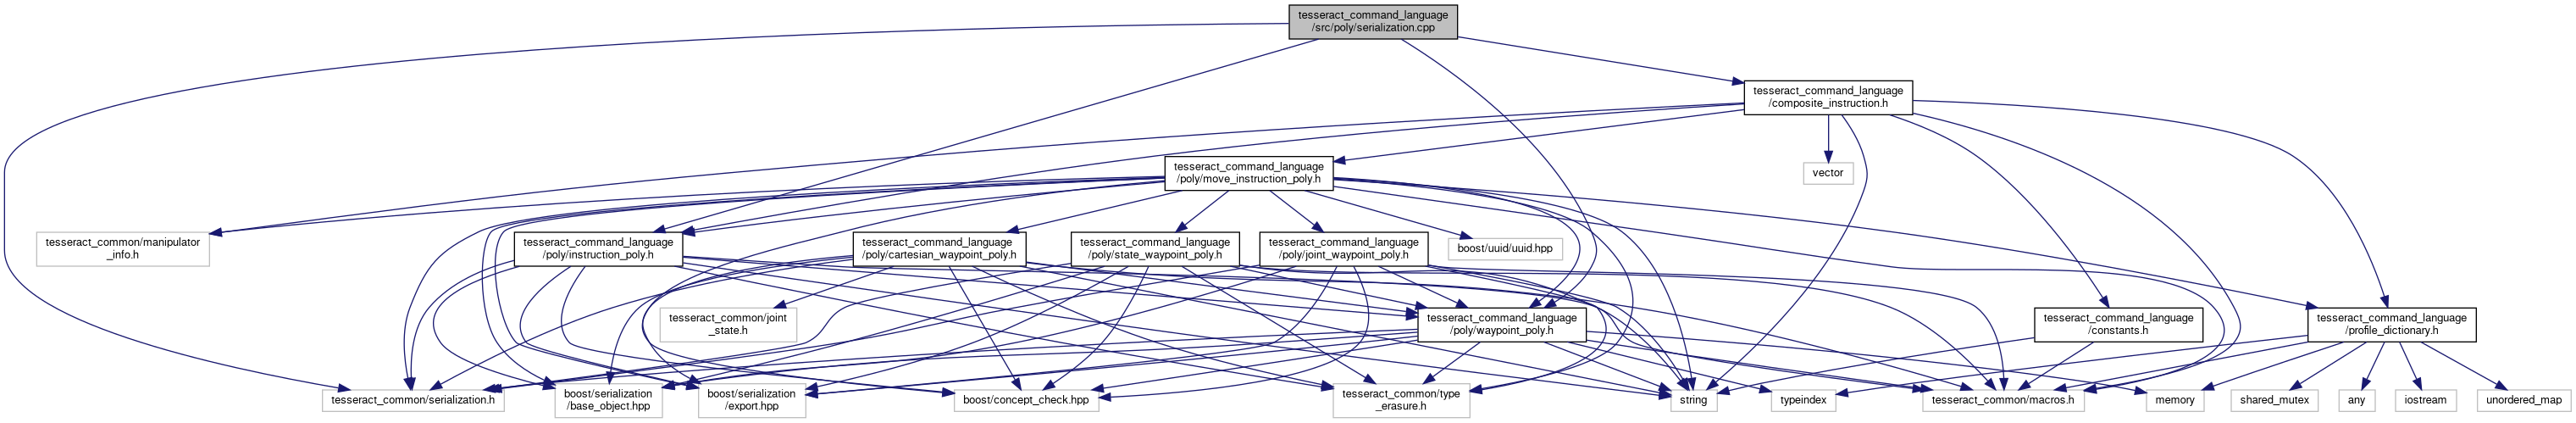 tesseract_command_language
/src/poly/serialization.cpp
tesseract_command_language
/composite_instruction.h
tesseract_command_language
/poly/move_instruction_poly.h
vector
tesseract_common/manipulator
_info.h
tesseract_command_language
/poly/instruction_poly.h
tesseract_command_language
/poly/cartesian_waypoint_poly.h
tesseract_command_language
/poly/state_waypoint_poly.h
tesseract_command_language
/poly/joint_waypoint_poly.h
boost/uuid/uuid.hpp
tesseract_common/joint
_state.h
tesseract_command_language
/poly/waypoint_poly.h
tesseract_command_language
/constants.h
tesseract_command_language
/profile_dictionary.h
tesseract_common/serialization.h
boost/serialization
/base_object.hpp
boost/serialization
/export.hpp
boost/concept_check.hpp
tesseract_common/type
_erasure.h
string
typeindex
tesseract_common/macros.h
memory
shared_mutex
any
iostream
unordered_map